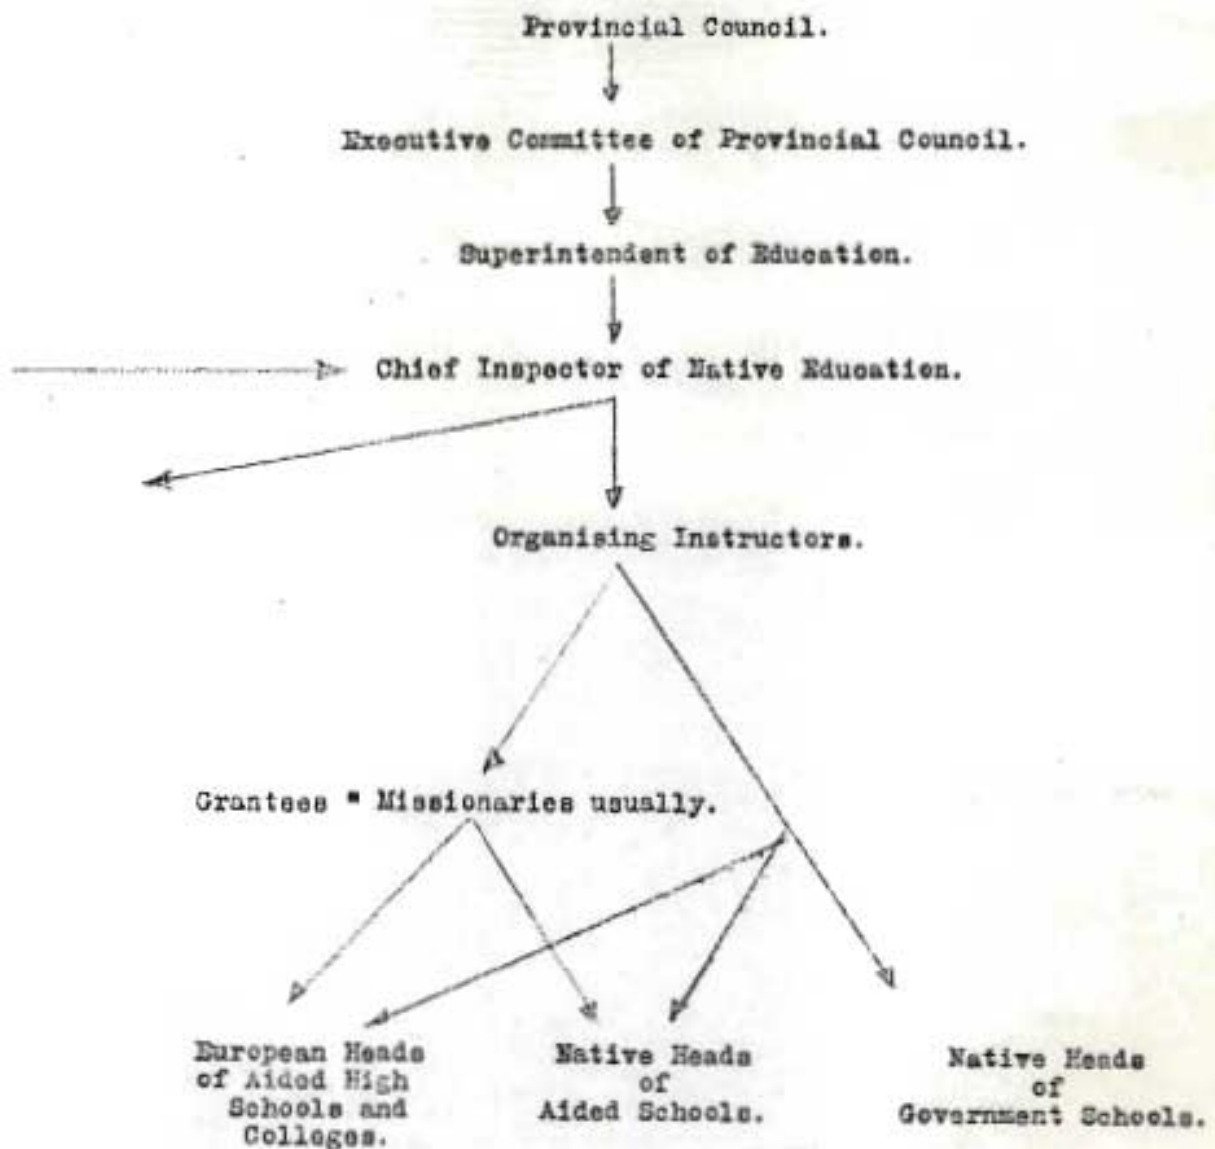 Provincial Council.
Executive Committee of Provincial Council.
Superintendent of Education.
Chief Inspector of Native Education.
Organising Instructors.
Grantees " Missionaries usually.
European Heads
of Aided High
Schools and
Colleges.
Native Heads
of
Aided Schools.
Native Heads
of
Government Schools.